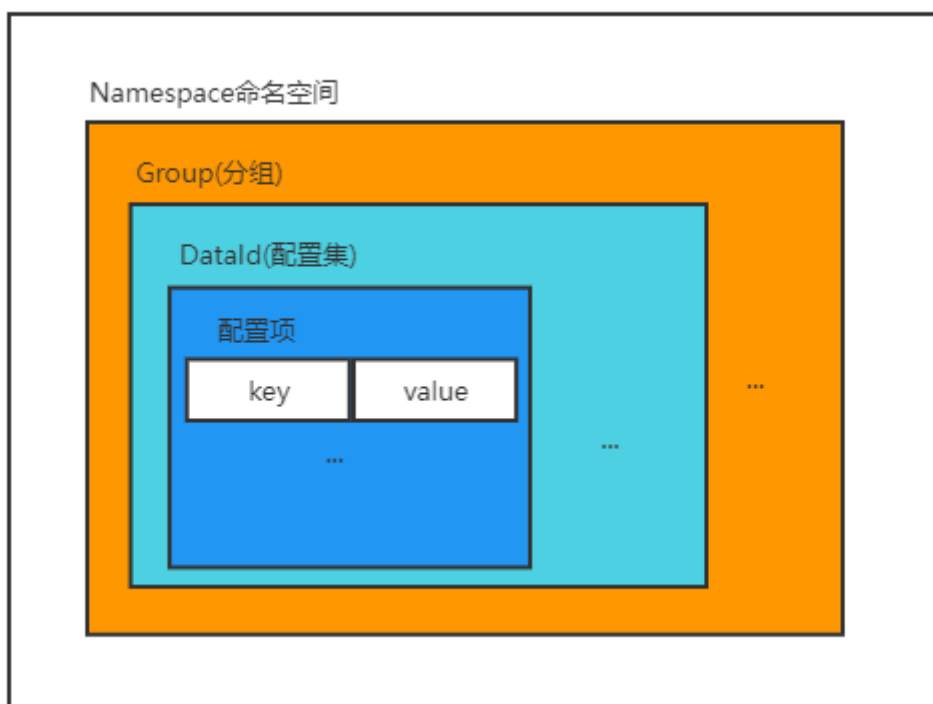 Namespace命名空间
Group(分组)
DataId(配置集)
配置项
key value
...
...
...